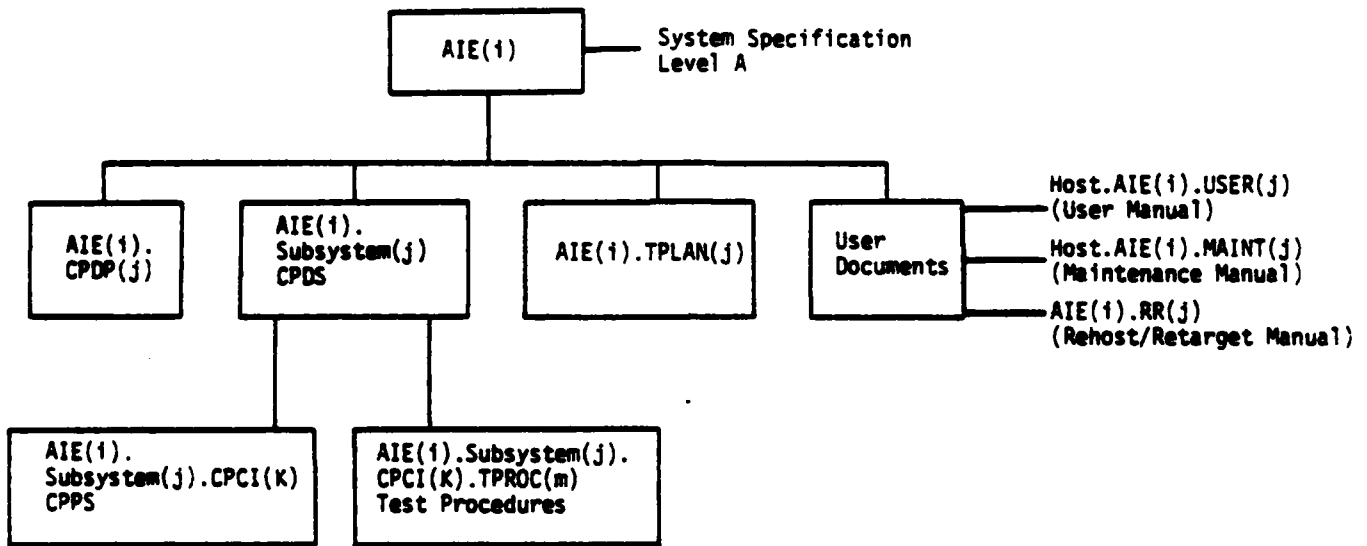 AIE(i)
System Specification
Level A
AIE(i).
CPDP(j)
AIE(i).
Subsystem(j)
CPDS
AIE(i).TPLAN(j)
User
Documents
Host.AIE(i).USER(j)
(User Manual)
Host.AIE(i).MAINT(j)
(Maintenance Manual)
AIE(i).RR(j)
(Rehost/Retarget Manual)
AIE(i).
Subsystem(j).CPCI(K)
CPPS
AIE(i).Subsystem(j).
CPCI(K).TPROC(m)
Test Procedures